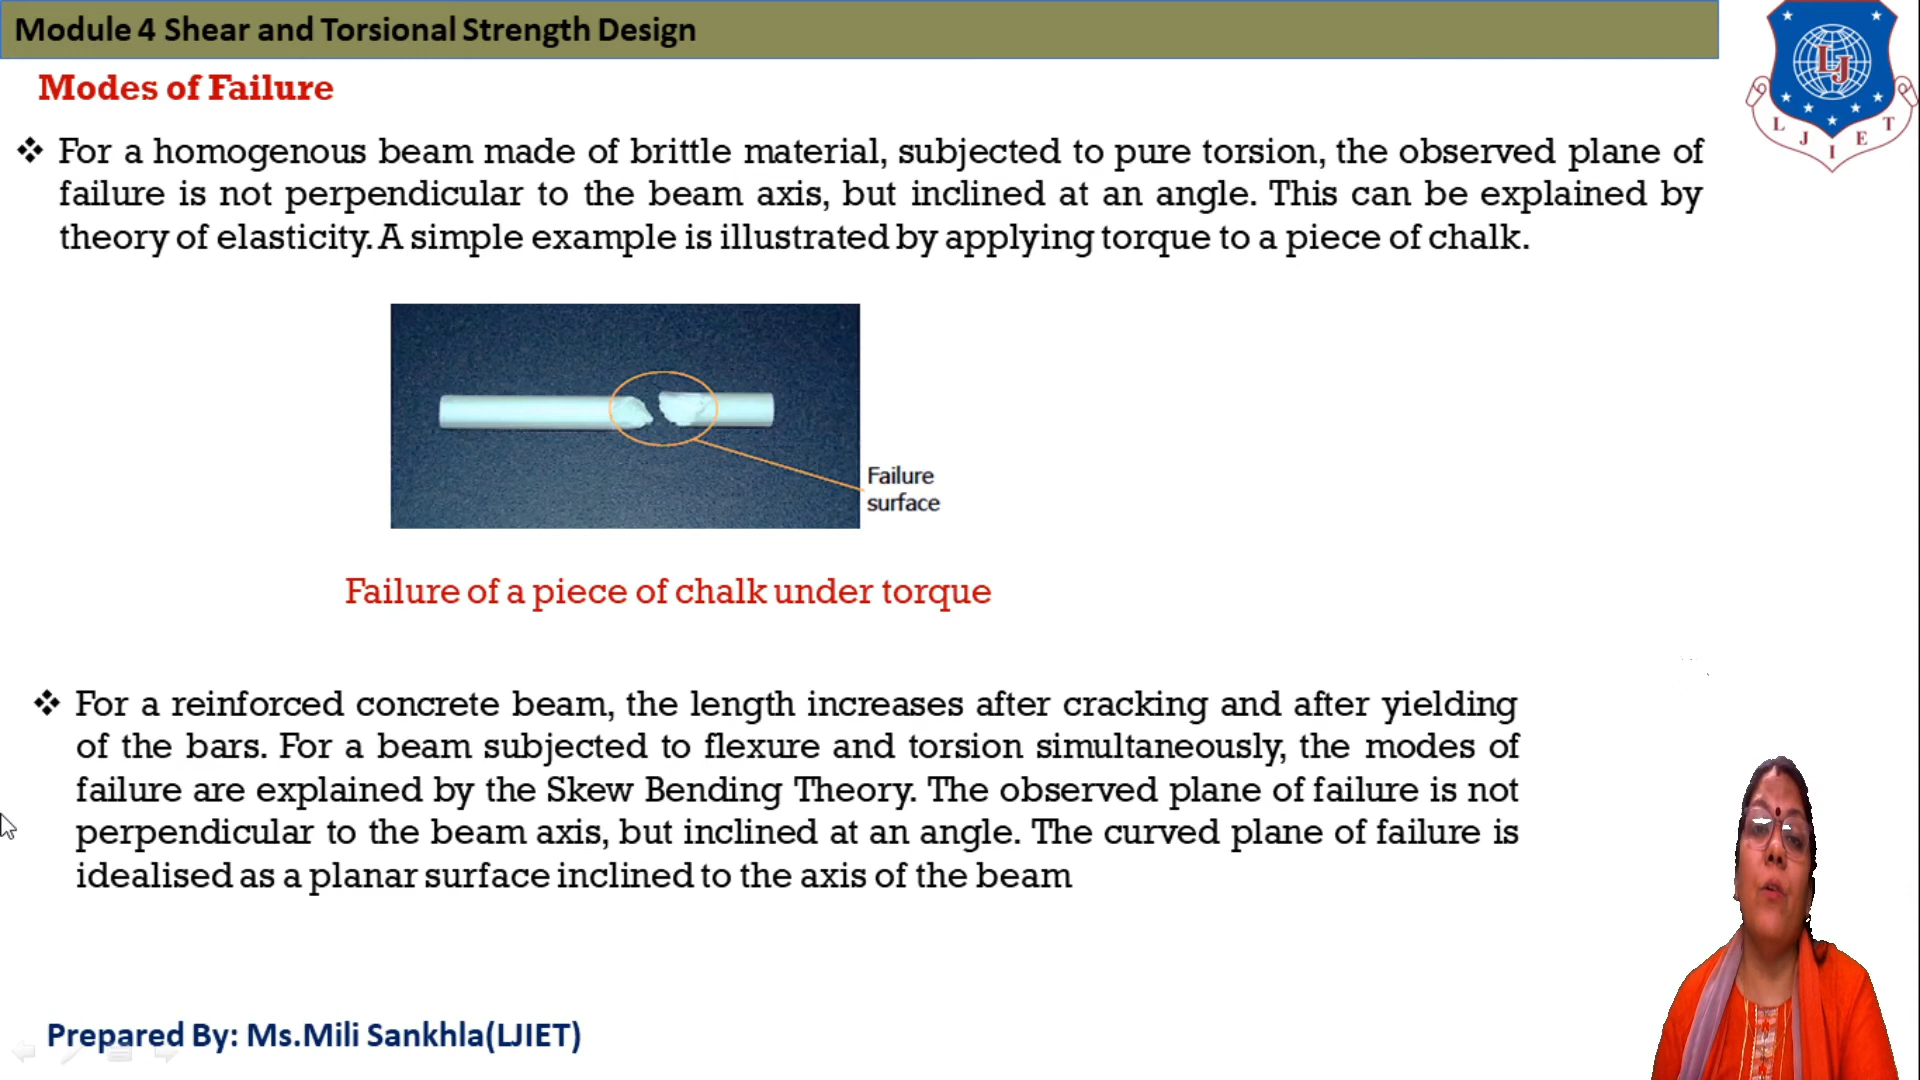 Module 4 Shear and Torsional Strength Design
LJ
L J I E T
Modes of Failure
❖ For a homogenous beam made of brittle material, subjected to pure torsion, the observed plane of
failure is not perpendicular to the beam axis, but inclined at an angle. This can be explained by
theory of elasticity. A simple example is illustrated by applying torque to a piece of chalk.
Failure
surface
Failure of a piece of chalk under torque
❖ For a reinforced concrete beam, the length increases after cracking and after yielding
of the bars. For a beam subjected to flexure and torsion simultaneously, the modes of
failure are explained by the Skew Bending Theory. The observed plane of failure is not
perpendicular to the beam axis, but inclined at an angle. The curved plane of failure is
idealised as a planar surface inclined to the axis of the beam
Prepared By: Ms.Mili Sankhla(LJIET)